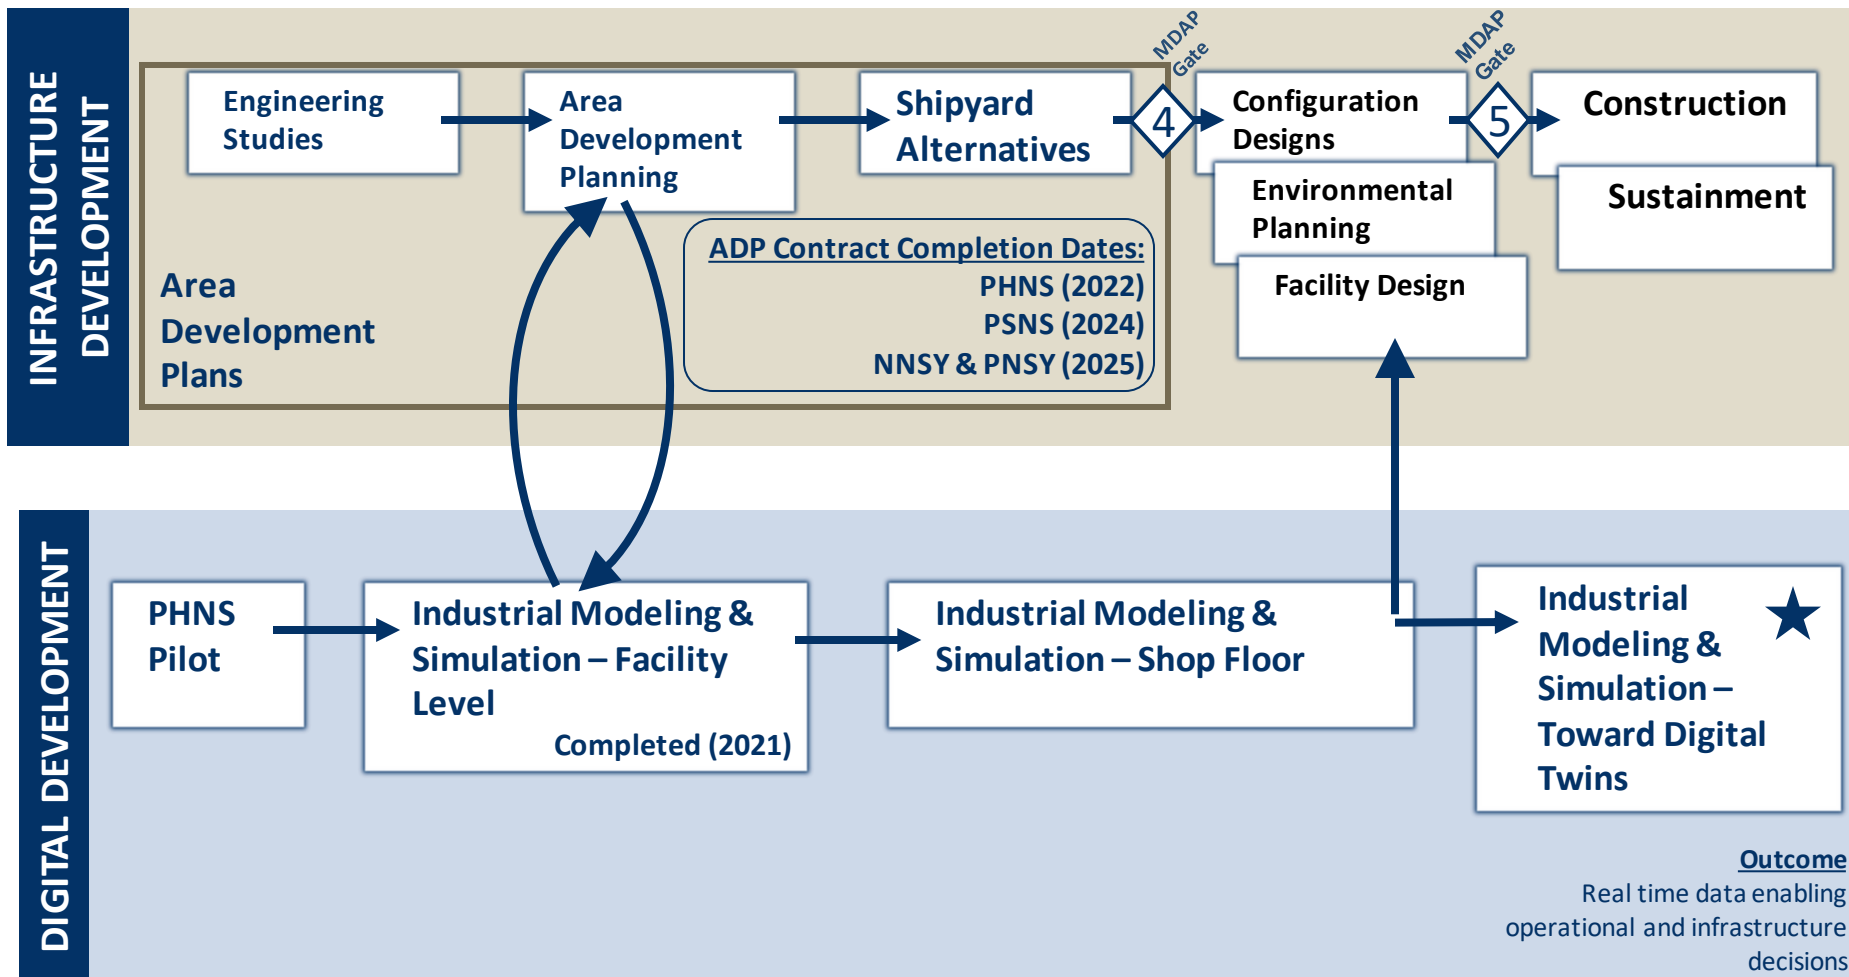 INFRASTRUCTURE
DEVELOPMENT
Engineering
Studies
Area
Development
Planning
Shipyard
Alternatives
MDAP
Gate
4
Configuration
Designs
Environmental
Planning
Facility Design
MDAP
Gate
5
Construction
Sustainment
Area
Development
Plans
ADP Contract Completion Dates:
PHNS (2022)
PSNS (2024)
NNSY & PNSY (2025)
DIGITAL DEVELOPMENT
PHNS
Pilot
Industrial Modeling &
Simulation – Facility
Level
Completed (2021)
Industrial Modeling &
Simulation – Shop Floor
Industrial
Modeling &
Simulation –
Toward Digital
Twins
Outcome
Real time data enabling
operational and infrastructure
decisions